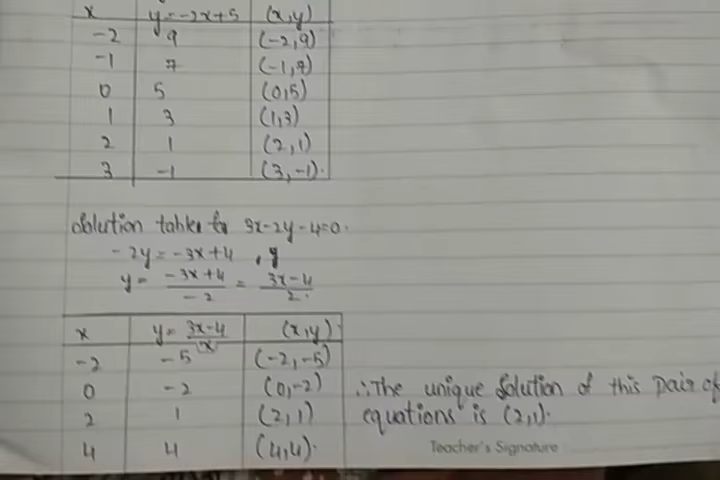 x y=-2x+5 (x,y)
-2 9 (-2,9)
-1 7 (-1,7)
0 5 (0,5)
1 3 (1,3)
2 1 (2,1)
3 -1 (3,-1).
Solution table for 3x-2y-4=0.
-2y=-3x+4
y= -3x+4/-2 = 3x-4/2.
x y= 3x-4 (x,y)
-2 -5 (-2,-5)
0 -2 (0,-2)
2 1 (2,1)
4 4 (4,4).
∴The unique solution of this pair of
equations is (2,1).
Teacher's Signature